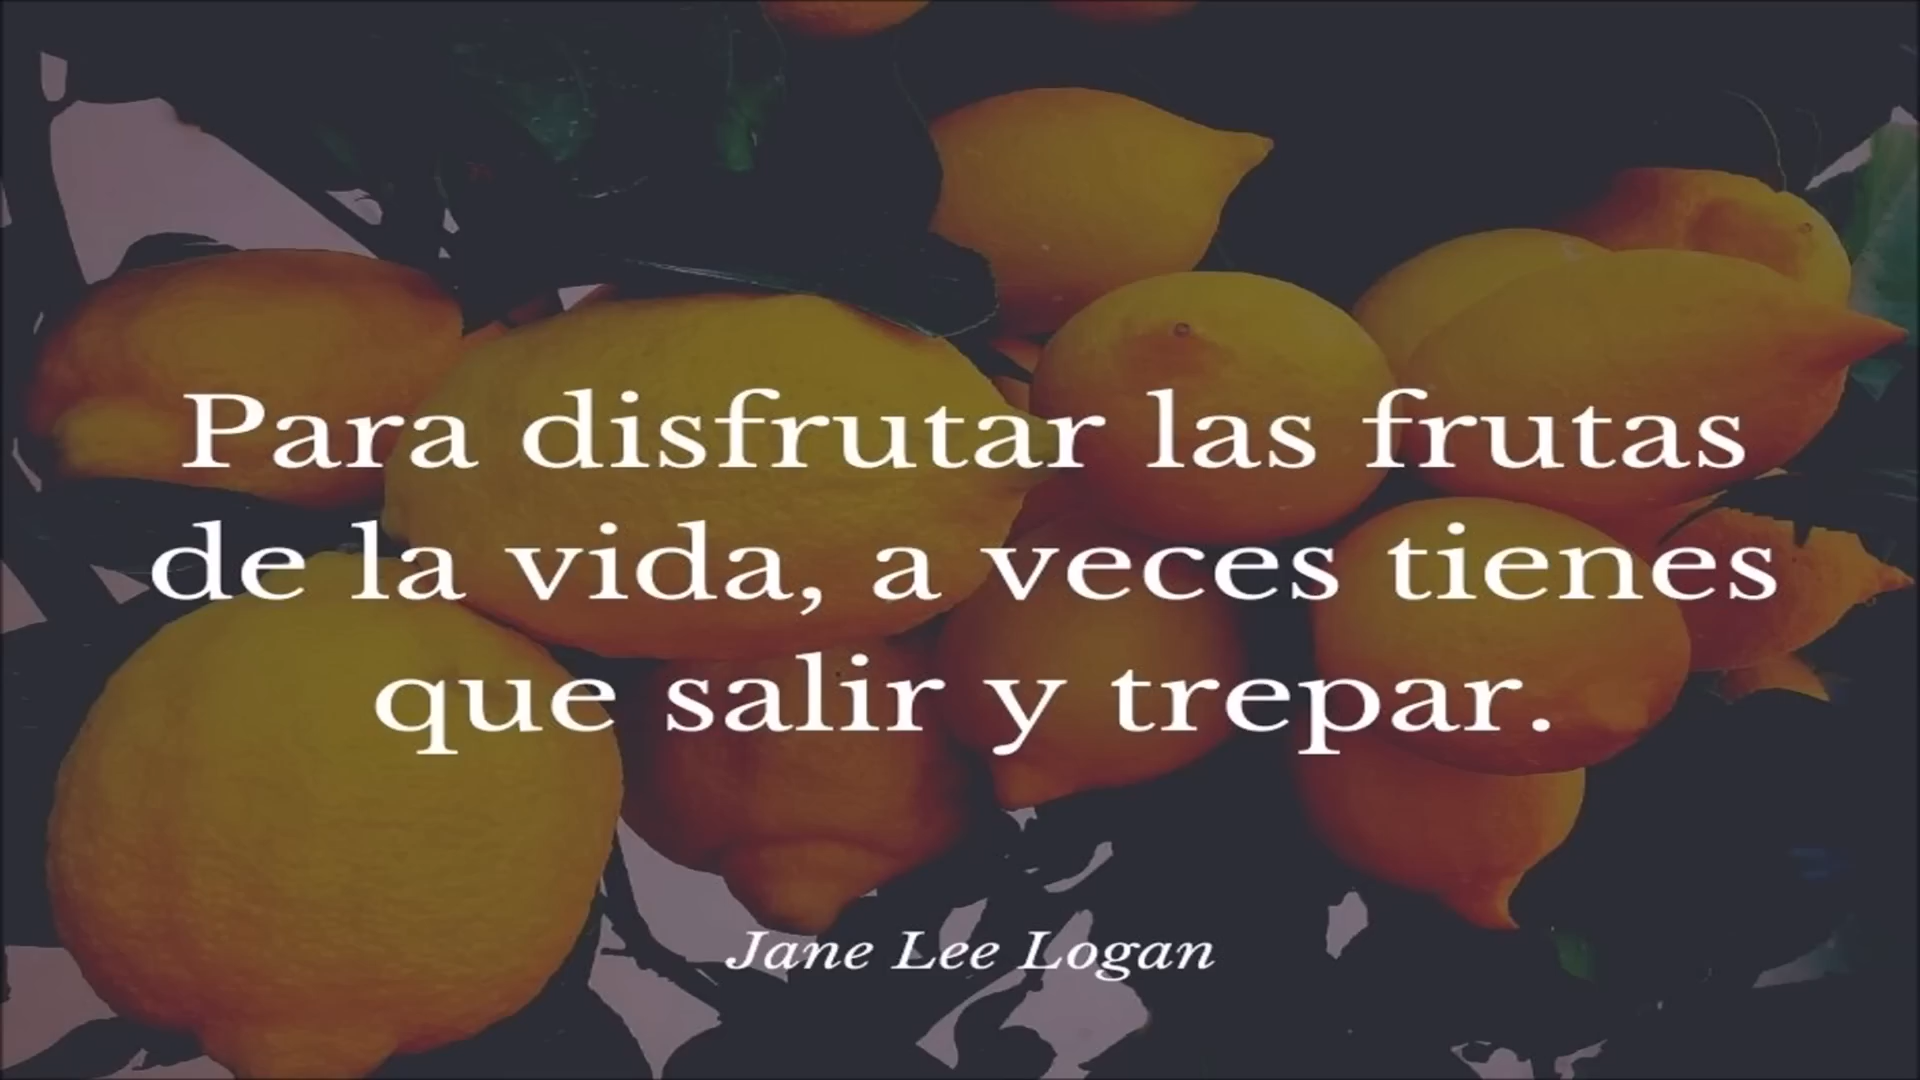 Para disfrutar las frutas
de la vida, a veces tienes
que salir y trepar.
Jane Lee Logan